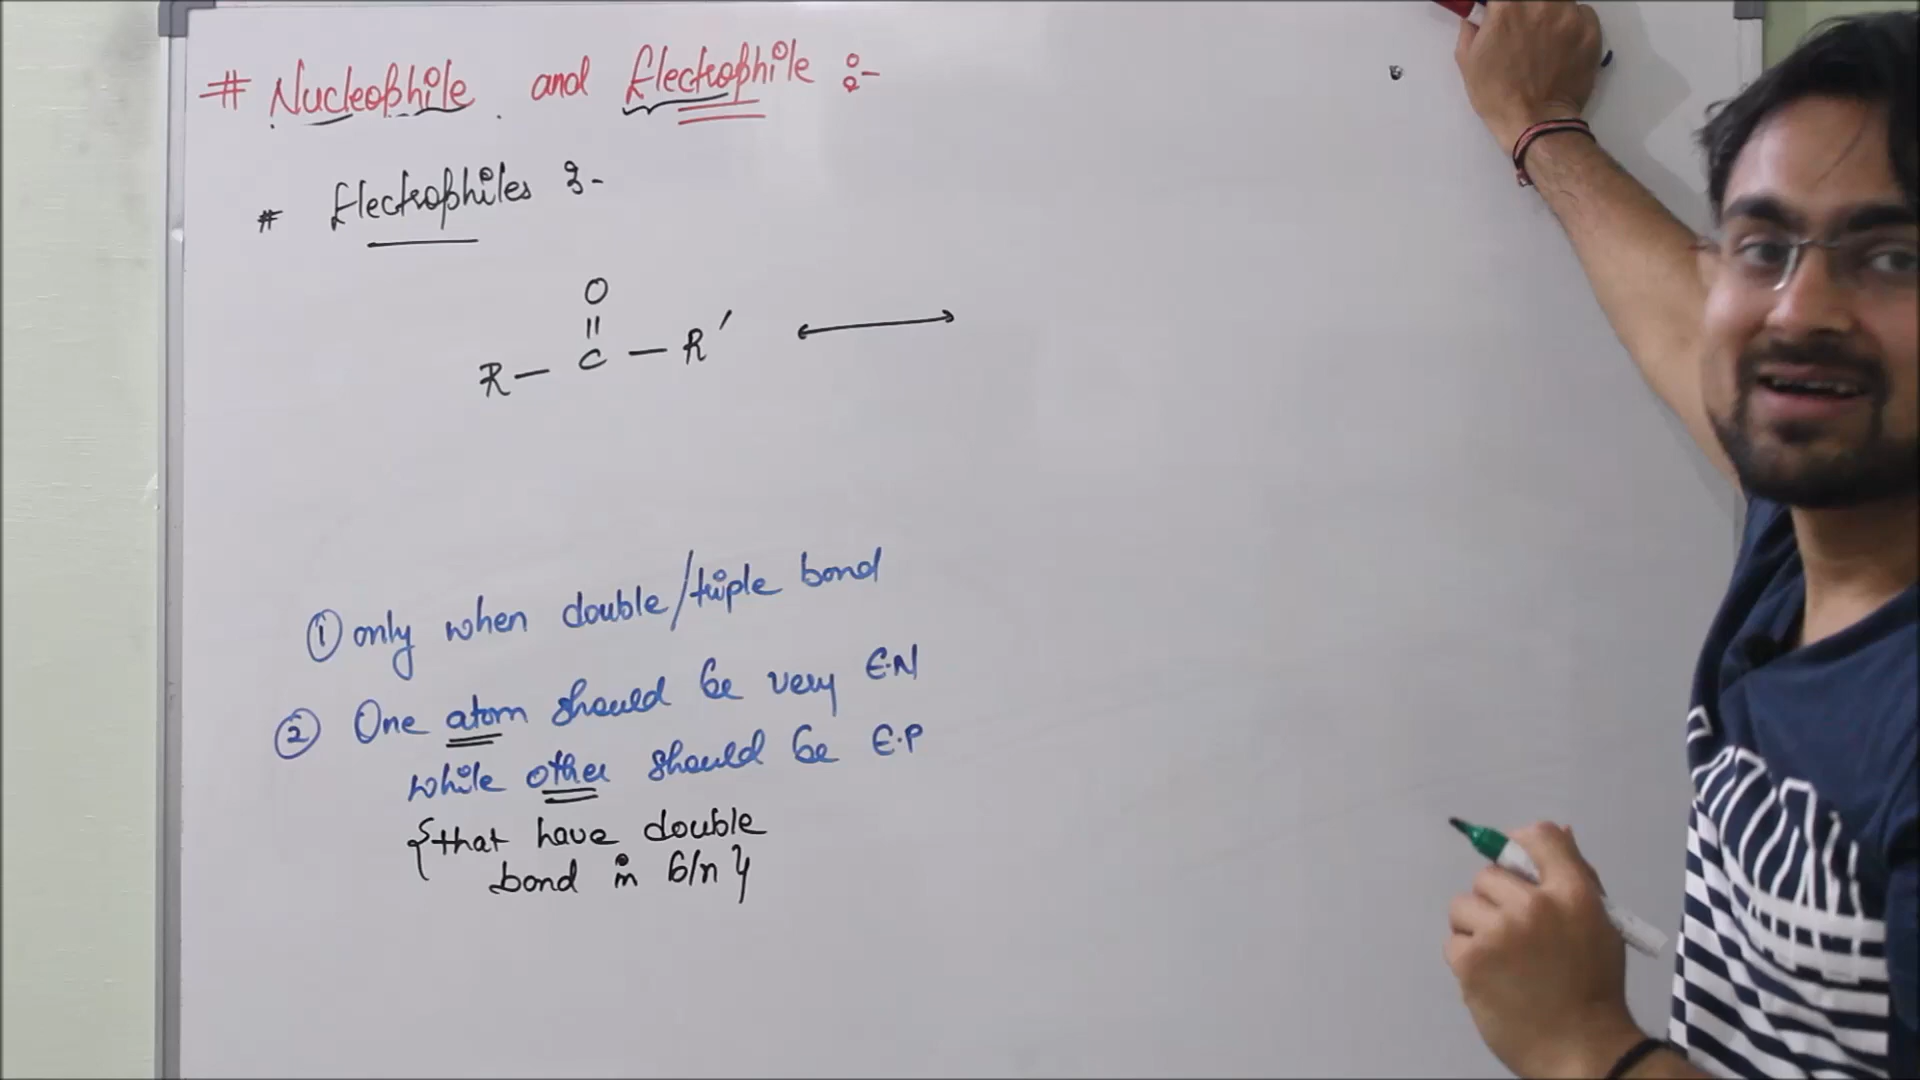 # Nucleophile and Electrophile :-
# Electrophiles :-
O
||
R — C — R'
① only when double/triple bond
② One atom should be very E.N
while other should be E.P
{that have double
bond in b/n}